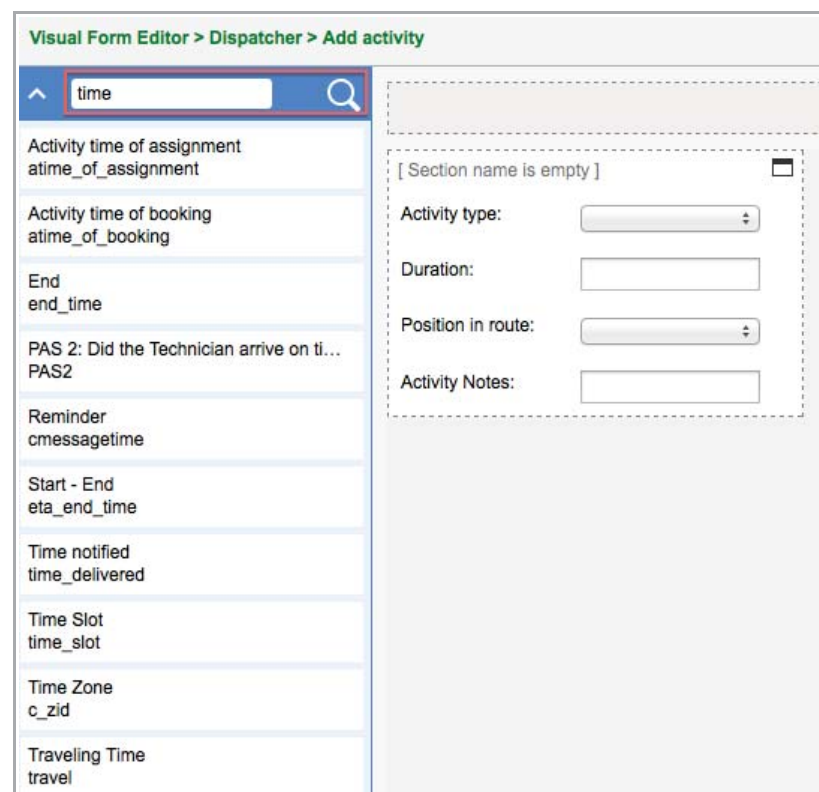 Visual Form Editor > Dispatcher > Add activity
time
Activity time of assignment
atime_of_assignment
Activity time of booking
atime_of_booking
End
end_time
PAS 2: Did the Technician arrive on ti...
PAS2
Reminder
cmessagetime
Start - End
eta_end_time
Time notified
time_delivered
Time Slot
time_slot
Time Zone
c_zid
Traveling Time
travel
[ Section name is empty ]
Activity type:
Duration:
Position in route:
Activity Notes: